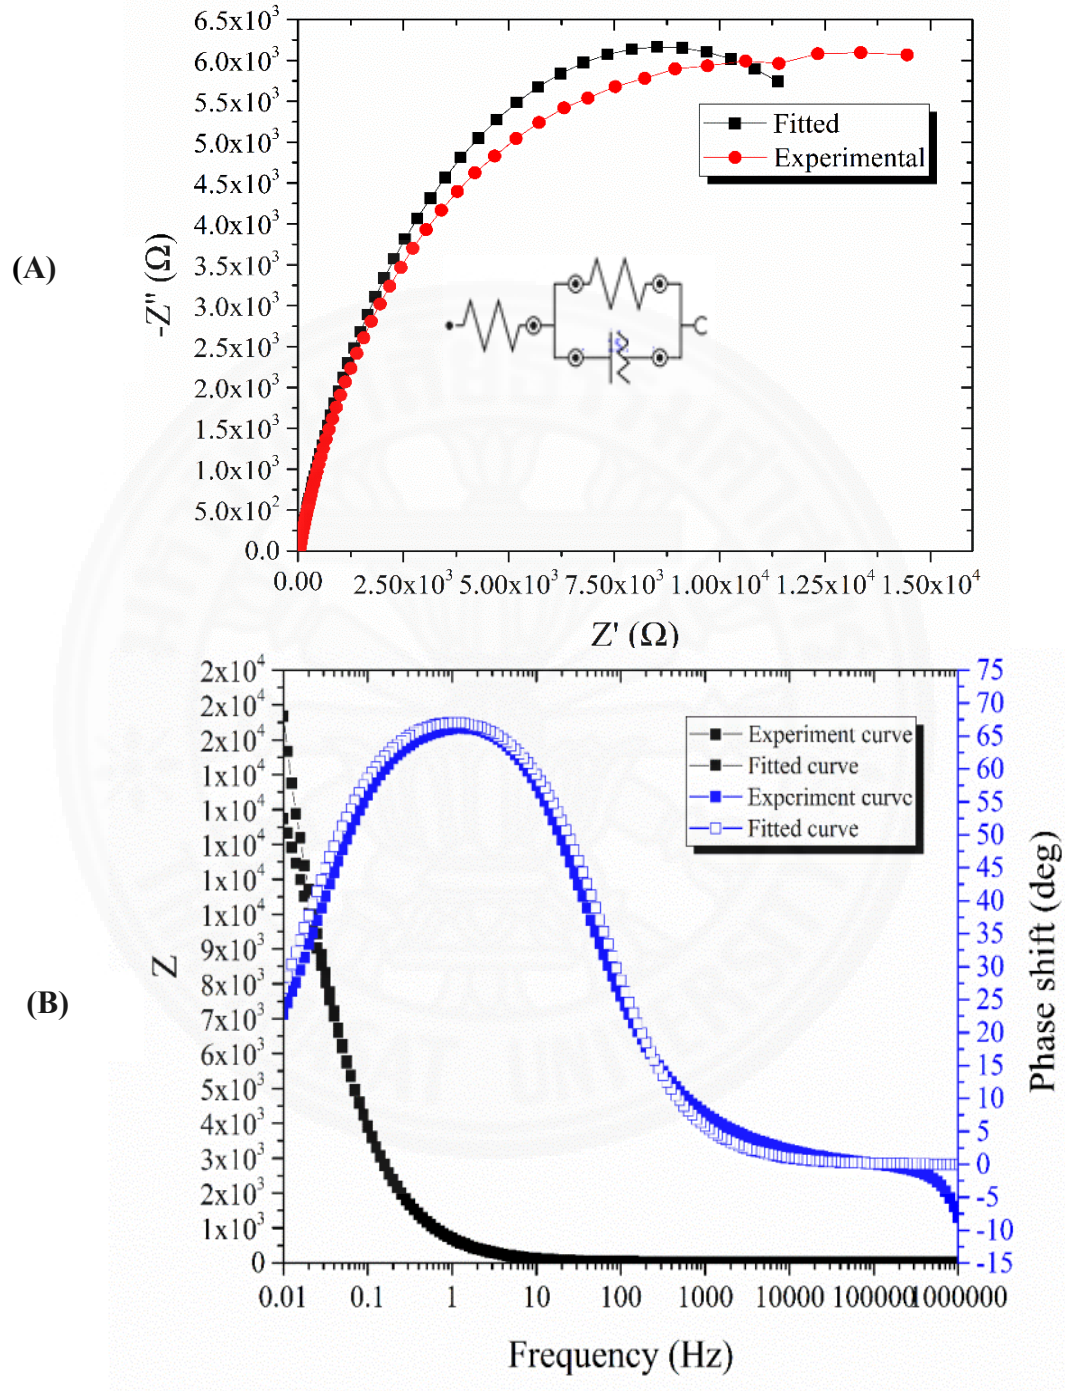 (A)
-Z'' (Ω)
6.5x10³
6.0x10³
5.5x10³
5.0x10³
4.5x10³
4.0x10³
3.5x10³
3.0x10³
2.5x10³
2.0x10³
1.5x10³
1.0x10³
5.0x10²
0.0
Fitted
Experimental
0.00 2.50x10³ 5.00x10³ 7.50x10³ 1.00x10⁴ 1.25x10⁴ 1.50x10⁴
Z' (Ω)
(B)
Z
2x10⁴
2x10⁴
2x10⁴
1x10⁴
1x10⁴
1x10⁴
1x10⁴
1x10⁴
9x10³
8x10³
7x10³
6x10³
5x10³
4x10³
3x10³
2x10³
1x10³
0
Experiment curve
Fitted curve
Experiment curve
Fitted curve
75
70
65
60
55
50
45
40
35
30
25
20
15
10
5
0
-5
-10
-15
Phase shift (deg)
0.01 0.1 1 10 100 1000 10000 100000 1000000
Frequency (Hz)